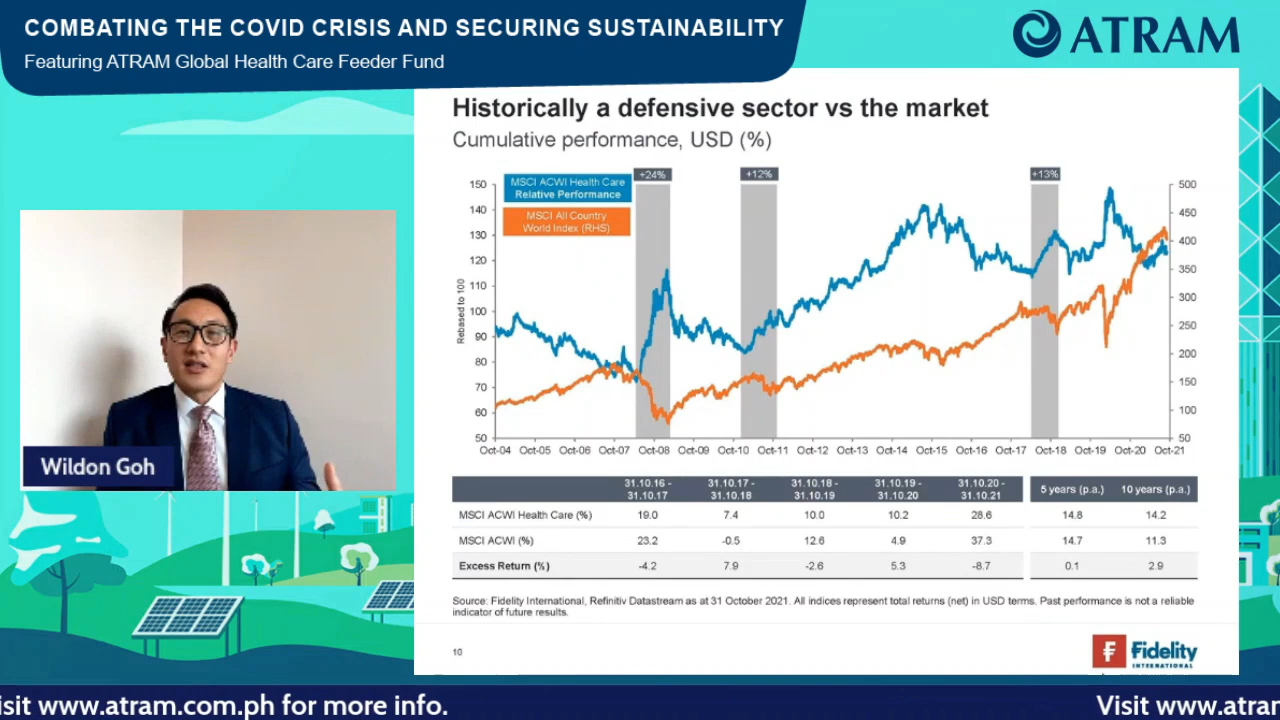 COMBATING THE COVID CRISIS AND SECURING SUSTAINABILITY
Featuring ATRAM Global Health Care Feeder Fund
ATRAM
Historically a defensive sector vs the market
Cumulative performance, USD (%)
+24% +12% +13%
MSCI ACWI Health Care
Relative Performance
MSCI All Country
World Index (RHS)
Rebased to 100
150
140
130
120
110
100
90
80
70
60
50
500
450
400
350
300
250
200
150
100
50
Oct-04 Oct-05 Oct-06 Oct-07 Oct-08 Oct-09 Oct-10 Oct-11 Oct-12 Oct-13 Oct-14 Oct-15 Oct-16 Oct-17 Oct-18 Oct-19 Oct-20 Oct-21
31.10.16 - 31.10.17 - 31.10.18 - 31.10.19 - 31.10.20 -
31.10.17 31.10.18 31.10.19 31.10.20 31.10.21
5 years (p.a.) 10 years (p.a.)
MSCI ACWI Health Care (%) 19.0 7.4 10.0 10.2 28.6 14.8 14.2
MSCI ACWI (%) 23.2 -0.5 12.6 4.9 37.3 14.7 11.3
Excess Return (%) -4.2 7.9 -2.6 5.3 -8.7 0.1 2.9
Source: Fidelity International, Refinitiv Datastream as at 31 October 2021. All indices represent total returns (net) in USD terms. Past performance is not a reliable
indicator of future results.
10
Fidelity
INTERNATIONAL
Wildon Goh
isit www.atram.com.ph for more info.
Visit www.atram